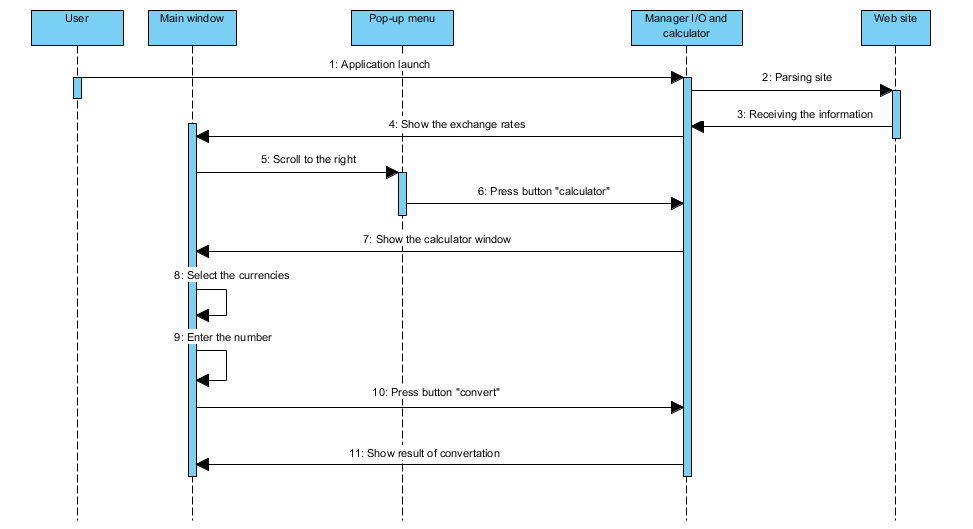 User
Main window
Pop-up menu
Manager I/O and
calculator
Web site
1: Application launch
2: Parsing site
3: Receiving the information
4: Show the exchange rates
5: Scroll to the right
6: Press button "calculator"
7: Show the calculator window
8: Select the currencies
9: Enter the number
10: Press button "convert"
11: Show result of convertation